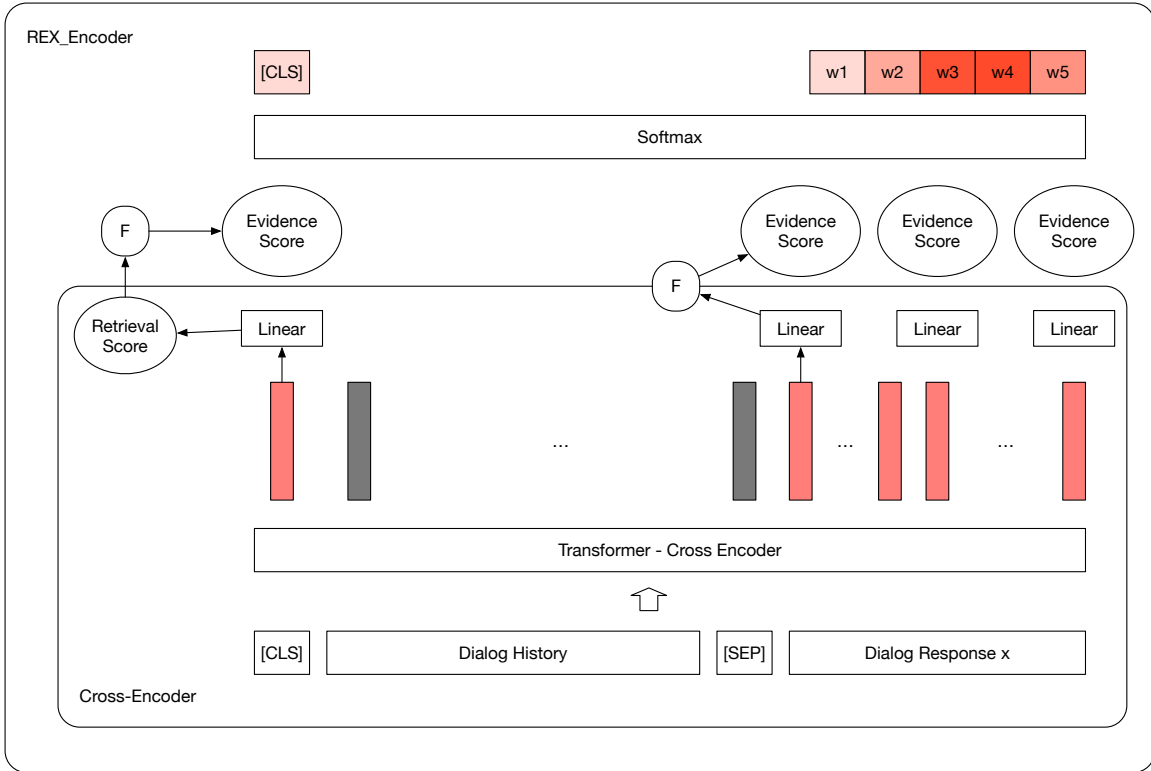 REX_Encoder
[CLS]
w1 w2 w3 w4 w5
Softmax
F
Evidence
Score
Evidence
Score
Evidence
Score
Evidence
Score
F
Retrieval
Score
Linear
Linear
Linear
Linear
...
...
...
Transformer - Cross Encoder
[CLS]
Dialog History
[SEP]
Dialog Response x
Cross-Encoder